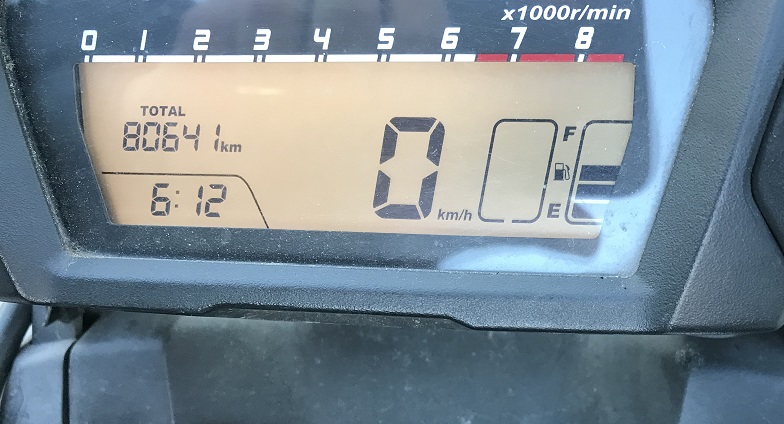 x1000r/min
0 1 2 3 4 5 6 7 8
TOTAL
80641km
6:12
0 km/h
F
E